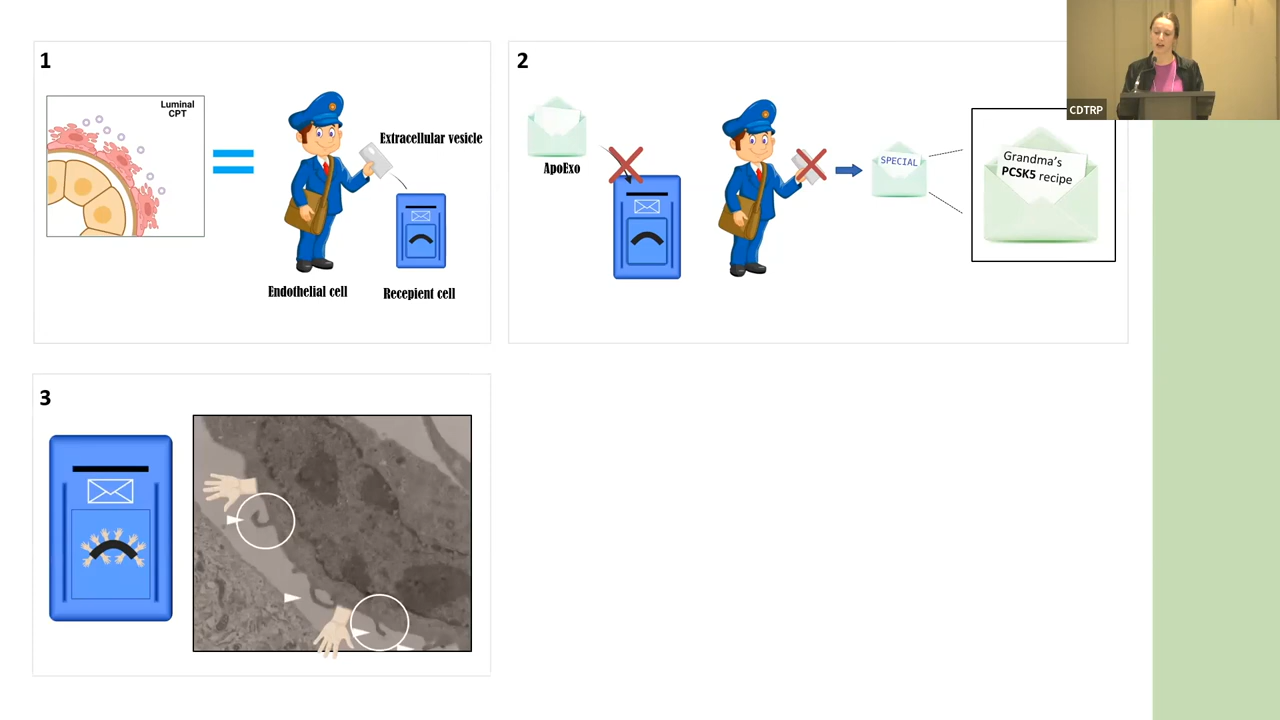 1
Luminal
CPT
Extracellular vesicle
Endothelial cell
Recepient cell
2
ApoExo
SPECIAL
Grandma's
PCSK5 recipe
CDTRP
3